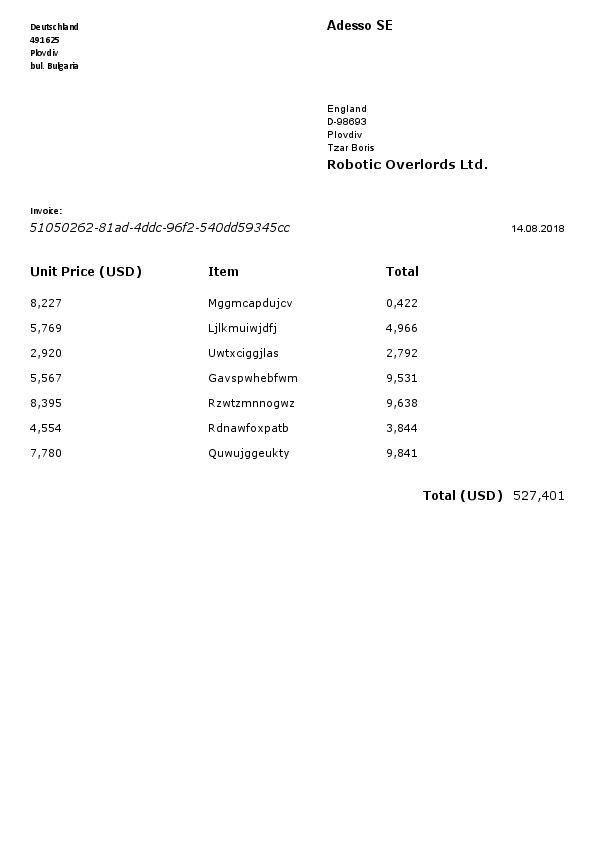 Deutschland
491625
Plovdiv
bul. Bulgaria
Adesso SE
England
D-98693
Plovdiv
Tzar Boris
Robotic Overlords Ltd.
Invoice:
51050262-81ad-4ddc-96f2-540dd59345cc 14.08.2018
Unit Price (USD) Item Total
8,227 Mggmcapdujcv 0,422
5,769 Ljlkmuiwjdfj 4,966
2,920 Uwtxciggjlas 2,792
5,567 Gavspwhebfwm 9,531
8,395 Rzwtzmnnogwz 9,638
4,554 Rdnawfoxpatb 3,844
7,780 Quwujggeukty 9,841
Total (USD) 527,401